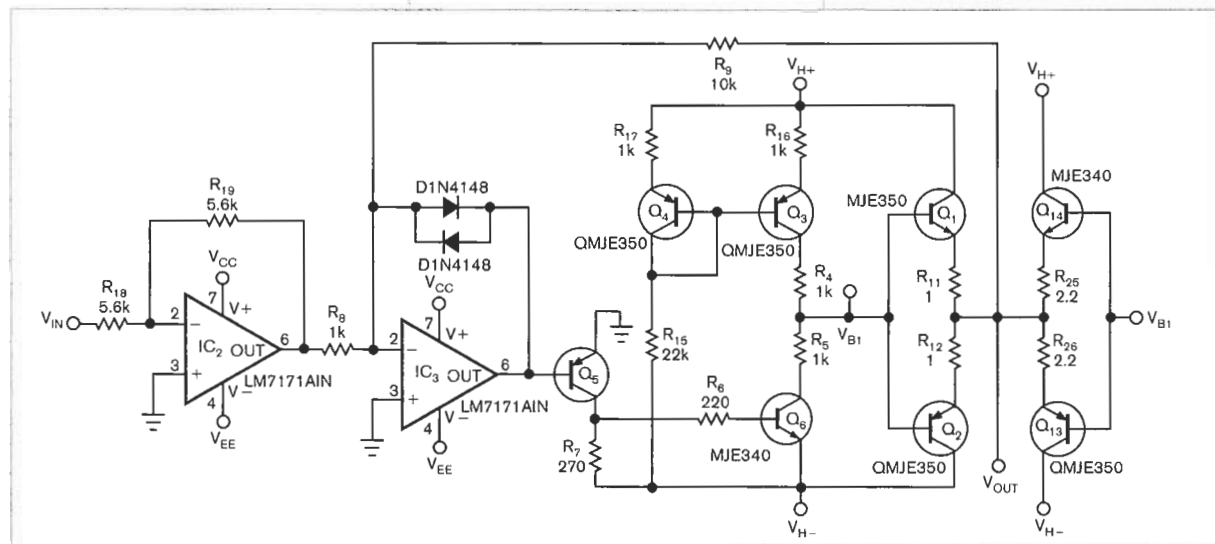 R9
10k
VH+
VH+
R17
1k
R16
1k
D1N4148
MJE340
R19
5.6k
MJE350
Q4
Q3
Q1
Q14
QMJE350
QMJE350
D1N4148
VCC
R4
1k
R11
1
R25
2.2
R18
5.6k
7
V+
VCC
VIN
2
−
R8
1k
7
V+
VB1
VB1
IC2 OUT
6
2
−
R15
22k
R5
1k
R12
1
R26
2.2
3
+
IC3 OUT
6
Q5
LM7171AIN
V−
4
3
+
R6
220
Q6
Q2
Q13
VEE
V−
4
LM7171AIN
R7
270
MJE340
QMJE350
QMJE350
VEE
VOUT
VH−
VH−